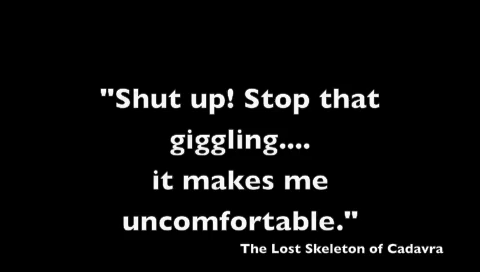 "Shut up! Stop that
giggling....
it makes me
uncomfortable."
The Lost Skeleton of Cadavra